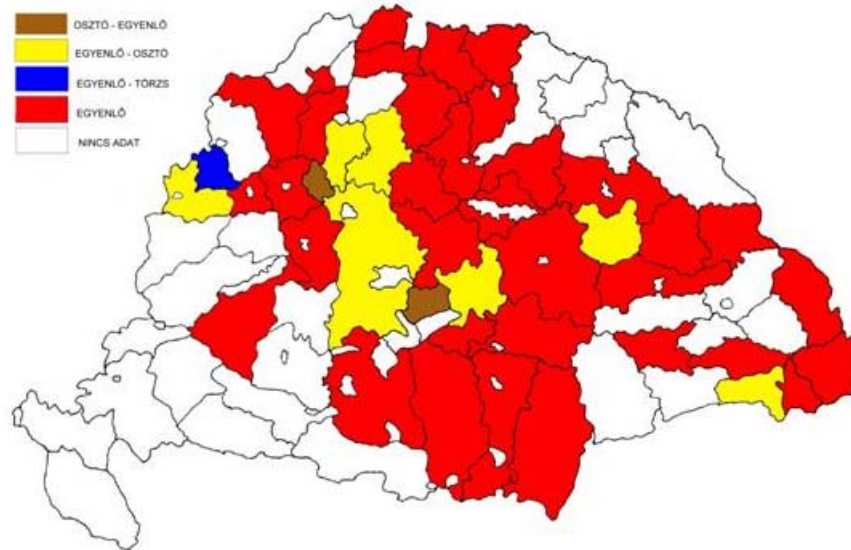 OSZTÓ - EGYENLŐ
EGYENLŐ - OSZTÓ
EGYENLŐ - TÖRZS
EGYENLŐ
NINCS ADAT